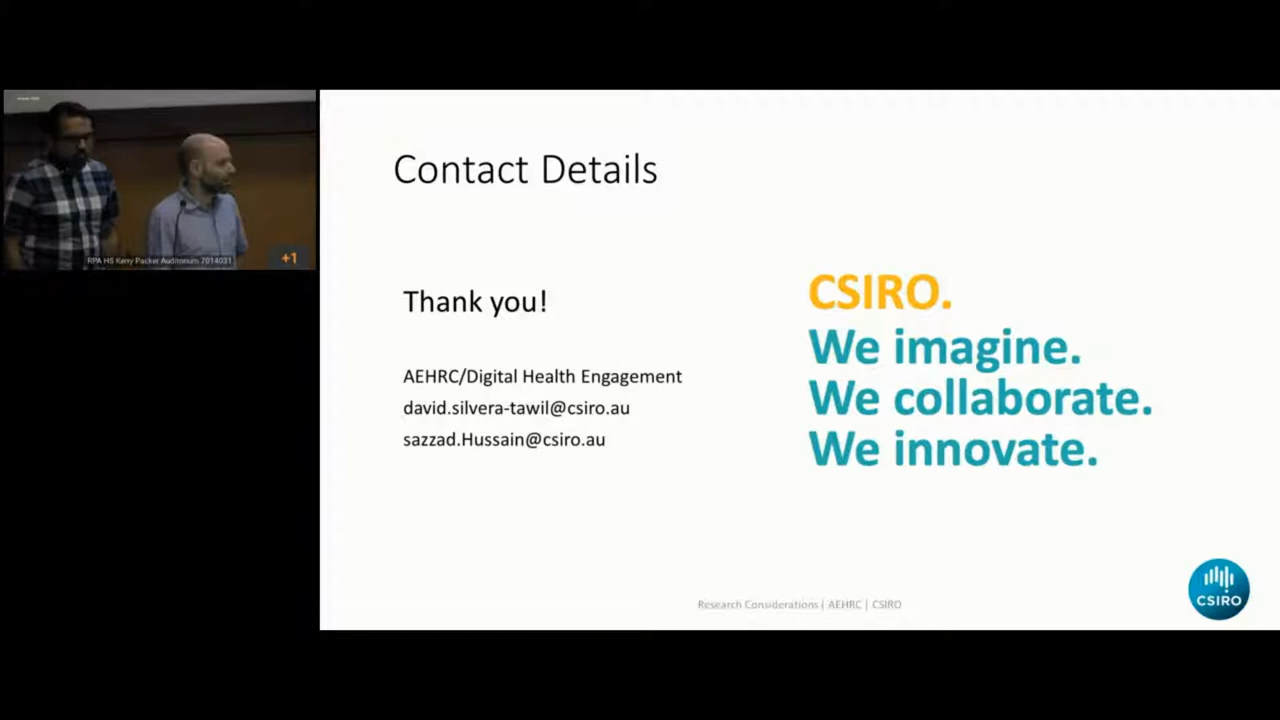 RPA HS Kerry Packer Auditorium 7014031
+1
Contact Details
Thank you!
AEHRC/Digital Health Engagement
david.silvera-tawil@csiro.au
sazzad.Hussain@csiro.au
CSIRO.
We imagine.
We collaborate.
We innovate.
Research Considerations | AEHRC | CSIRO
CSIRO